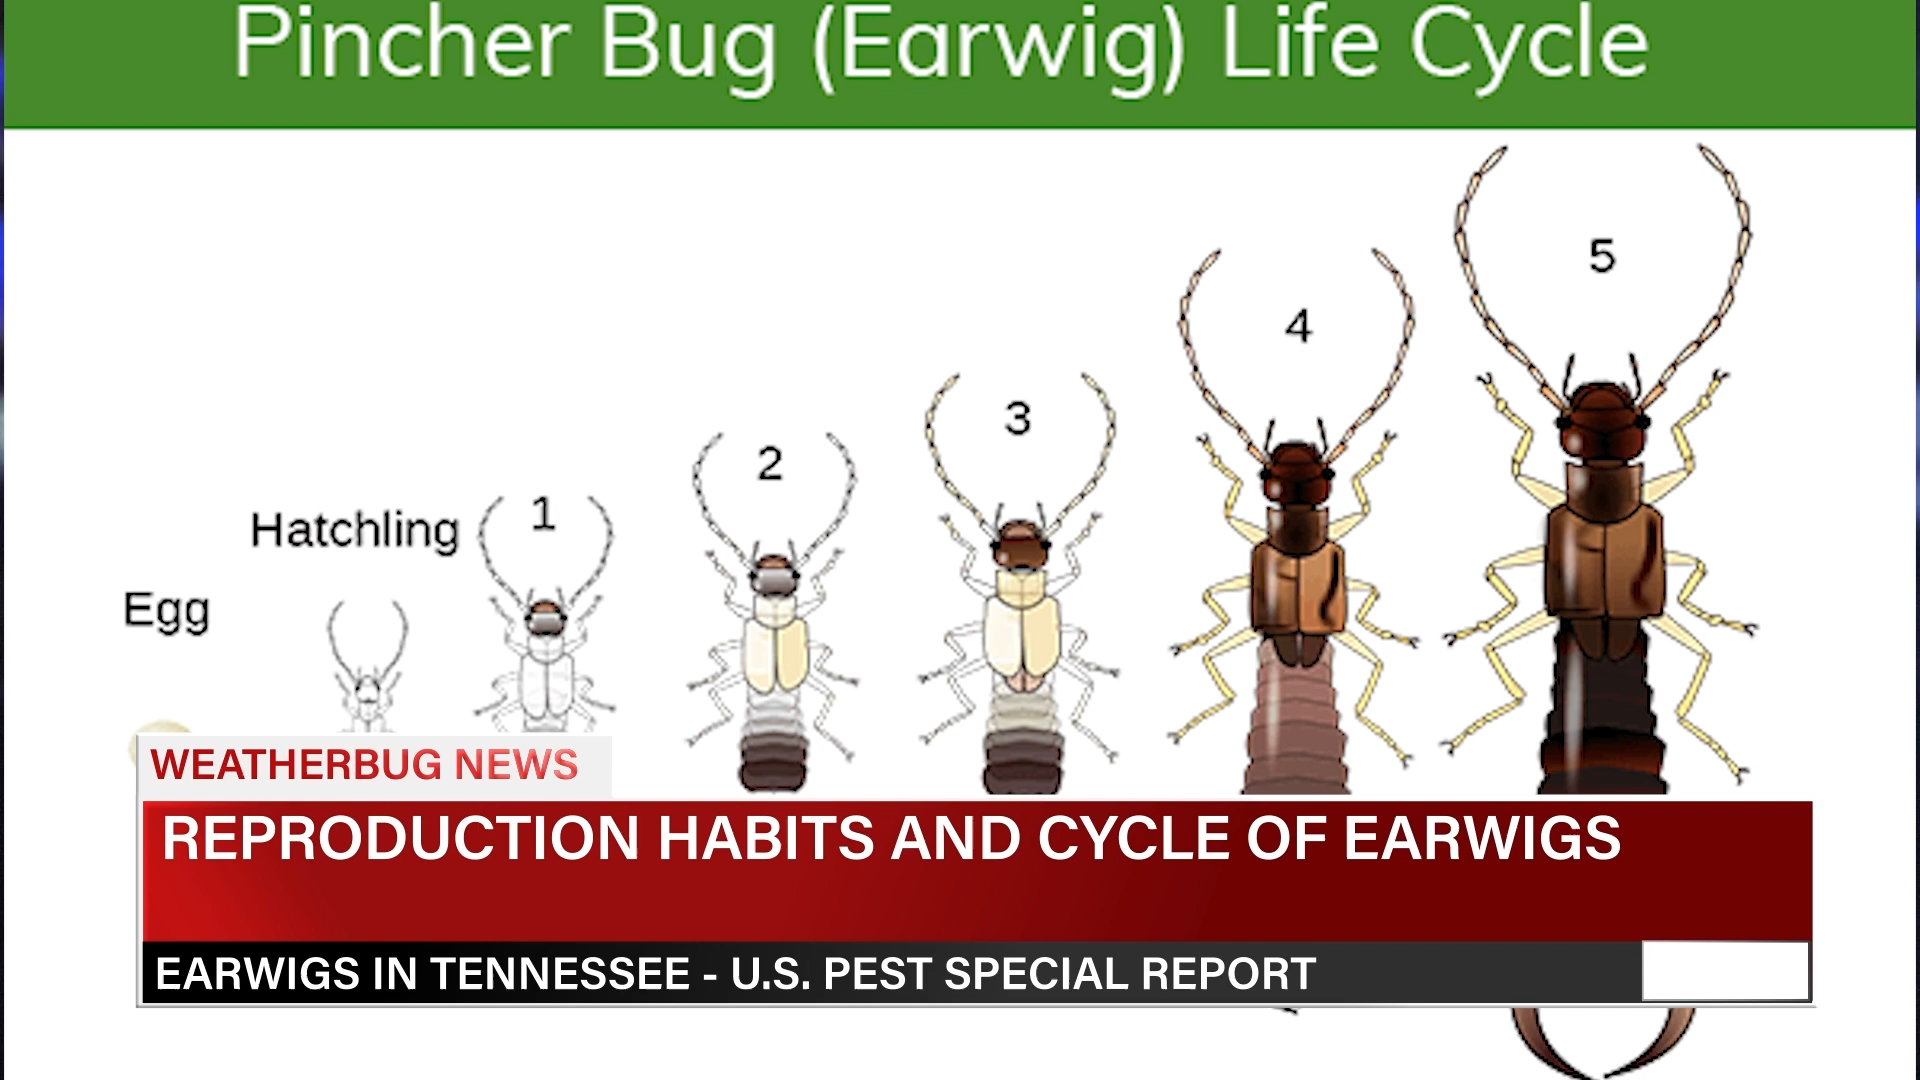 Pincher Bug (Earwig) Life Cycle
5
4
3
2
1
Hatchling
Egg
WEATHERBUG NEWS
REPRODUCTION HABITS AND CYCLE OF EARWIGS
EARWIGS IN TENNESSEE - U.S. PEST SPECIAL REPORT